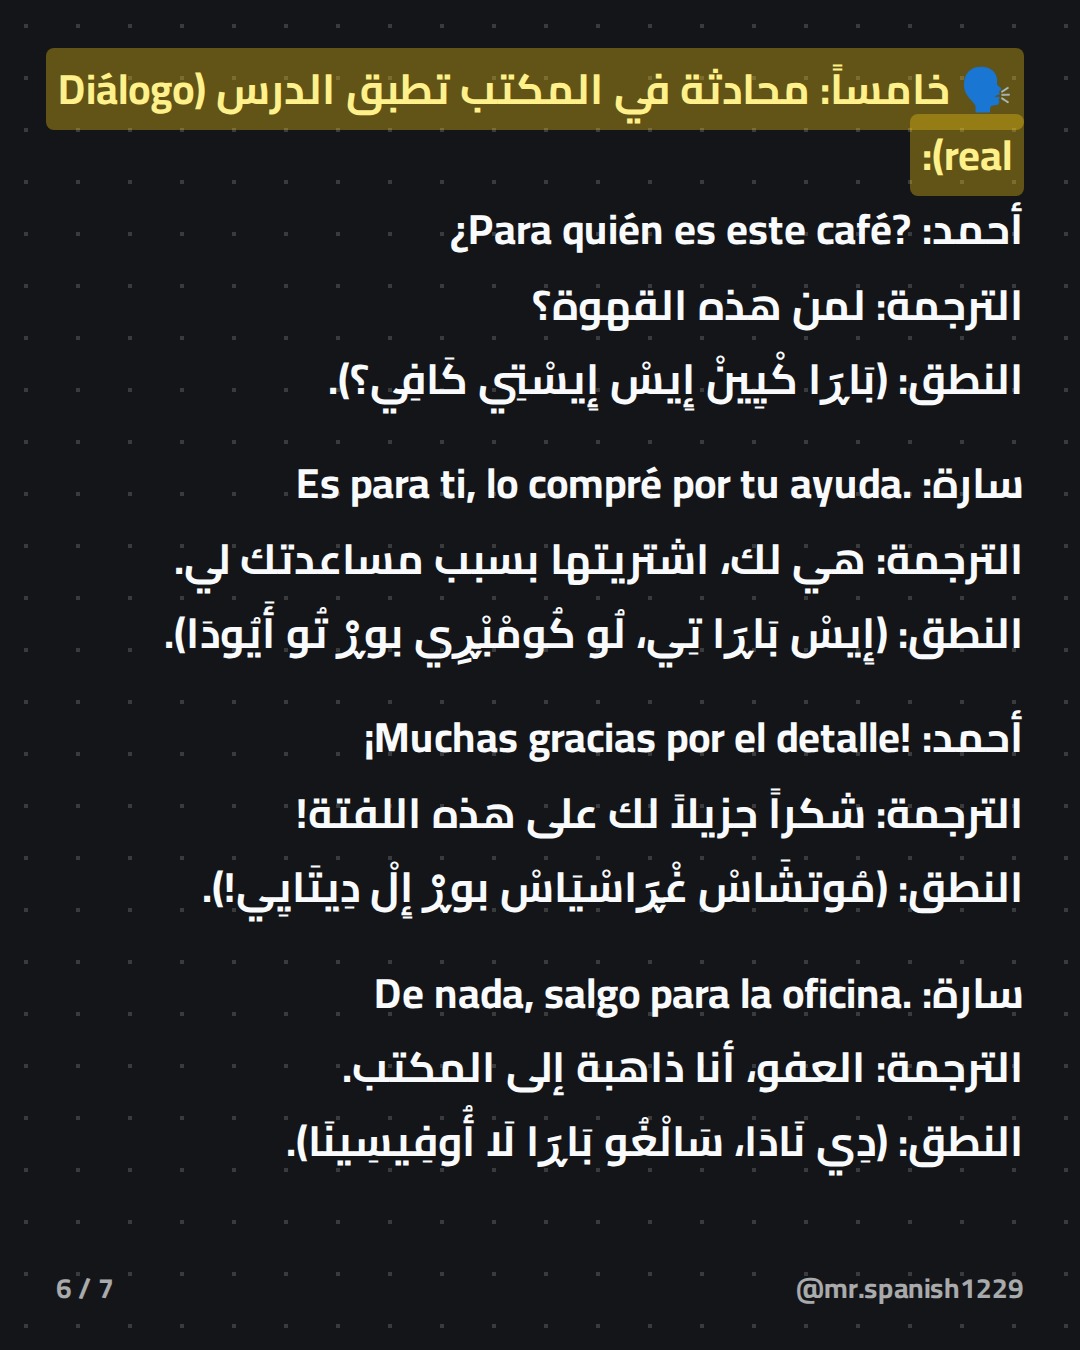 🗣️ خامساً: محادثة في المكتب تطبق الدرس (Diálogo
real):
أحمد: ¿Para quién es este café?
الترجمة: لمن هذه القهوة؟
النطق: (بَارَا كْيِينْ إِيسْ إِيسْتِي كَافِي؟).
سارة: Es para ti, lo compré por tu ayuda.
الترجمة: هي لك، اشتريتها بسبب مساعدتك لي.
النطق: (إِيسْ بَارَا تِي، لُو كُومْبْرِي بورْ تُو أَيُودَا).
أحمد: ¡Muchas gracias por el detalle!
الترجمة: شكراً جزيلاً لك على هذه اللفتة!
النطق: (مُوتشَاسْ غْرَاسْيَاسْ بورْ إِلْ دِيتَايِي!).
سارة: De nada, salgo para la oficina.
الترجمة: العفو، أنا ذاهبة إلى المكتب.
النطق: (دِي نَادَا، سَالْغُو بَارَا لَا أُوفِيسِينَا).
6 / 7
@mr.spanish1229